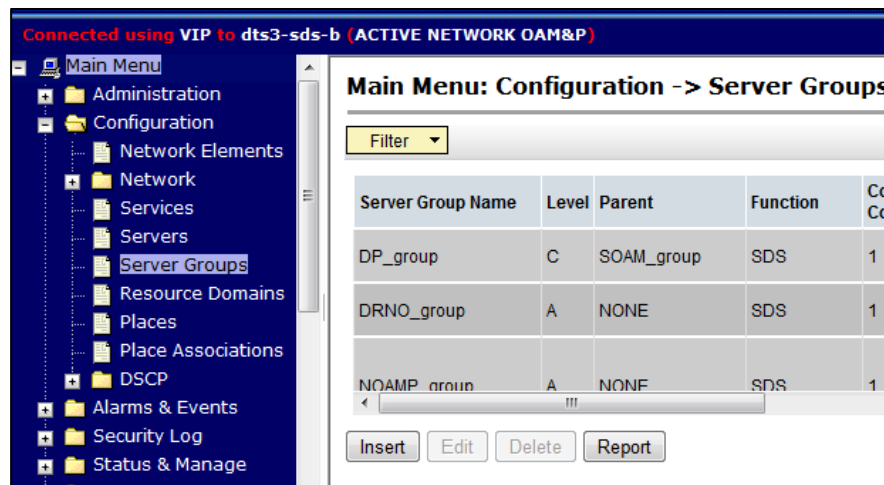 Connected using VIP to dts3-sds-b (ACTIVE NETWORK OAM&P)
Main Menu
Administration
Configuration
Network Elements
Network
Services
Servers
Server Groups
Resource Domains
Places
Place Associations
DSCP
Alarms & Events
Security Log
Status & Manage
Main Menu: Configuration -> Server Groups
Filter
Server Group Name Level Parent Function
DP_group C SOAM_group SDS 1
DRNO_group A NONE SDS 1
NOAMP_group A NONE SDS 1
Insert Edit Delete Report